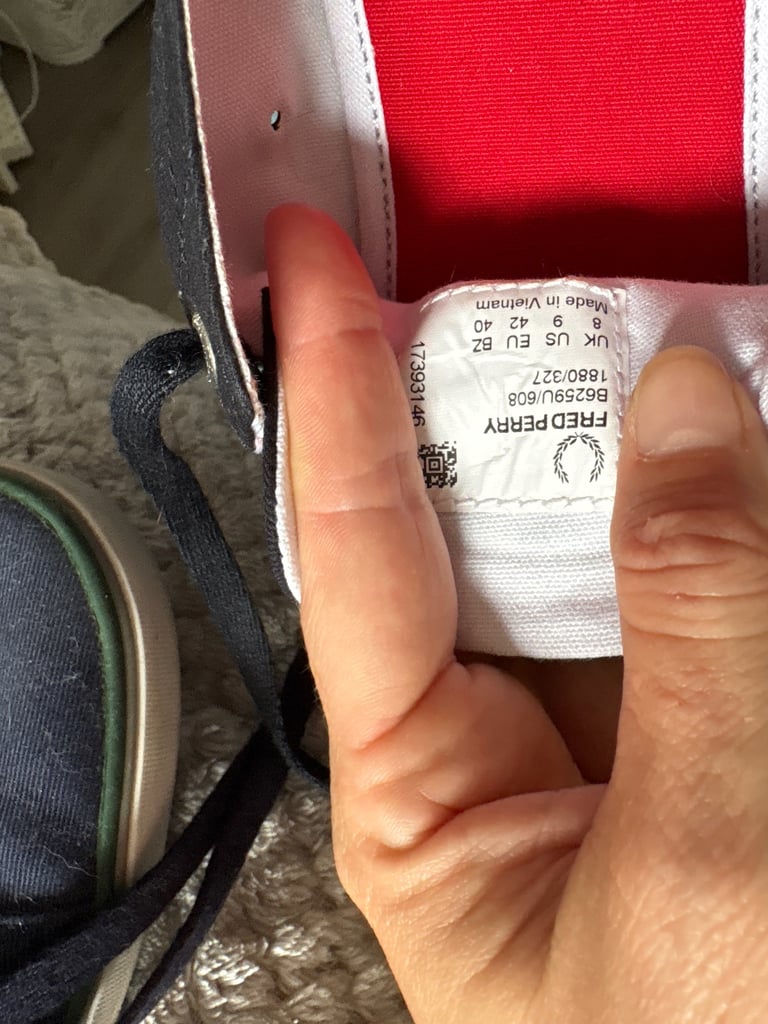 FRED PERRY
B6259U/608
1880/327
UK US EU BZ
8 9 42 40
Made in Vietnam
17393146